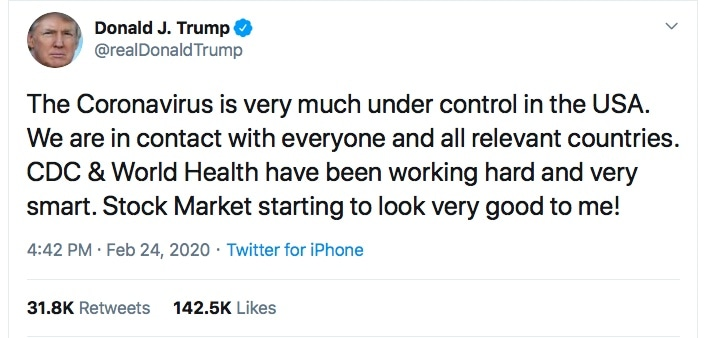 Donald J. Trump
@realDonaldTrump
The Coronavirus is very much under control in the USA.
We are in contact with everyone and all relevant countries.
CDC & World Health have been working hard and very
smart. Stock Market starting to look very good to me!
4:42 PM · Feb 24, 2020 · Twitter for iPhone
31.8K Retweets 142.5K Likes